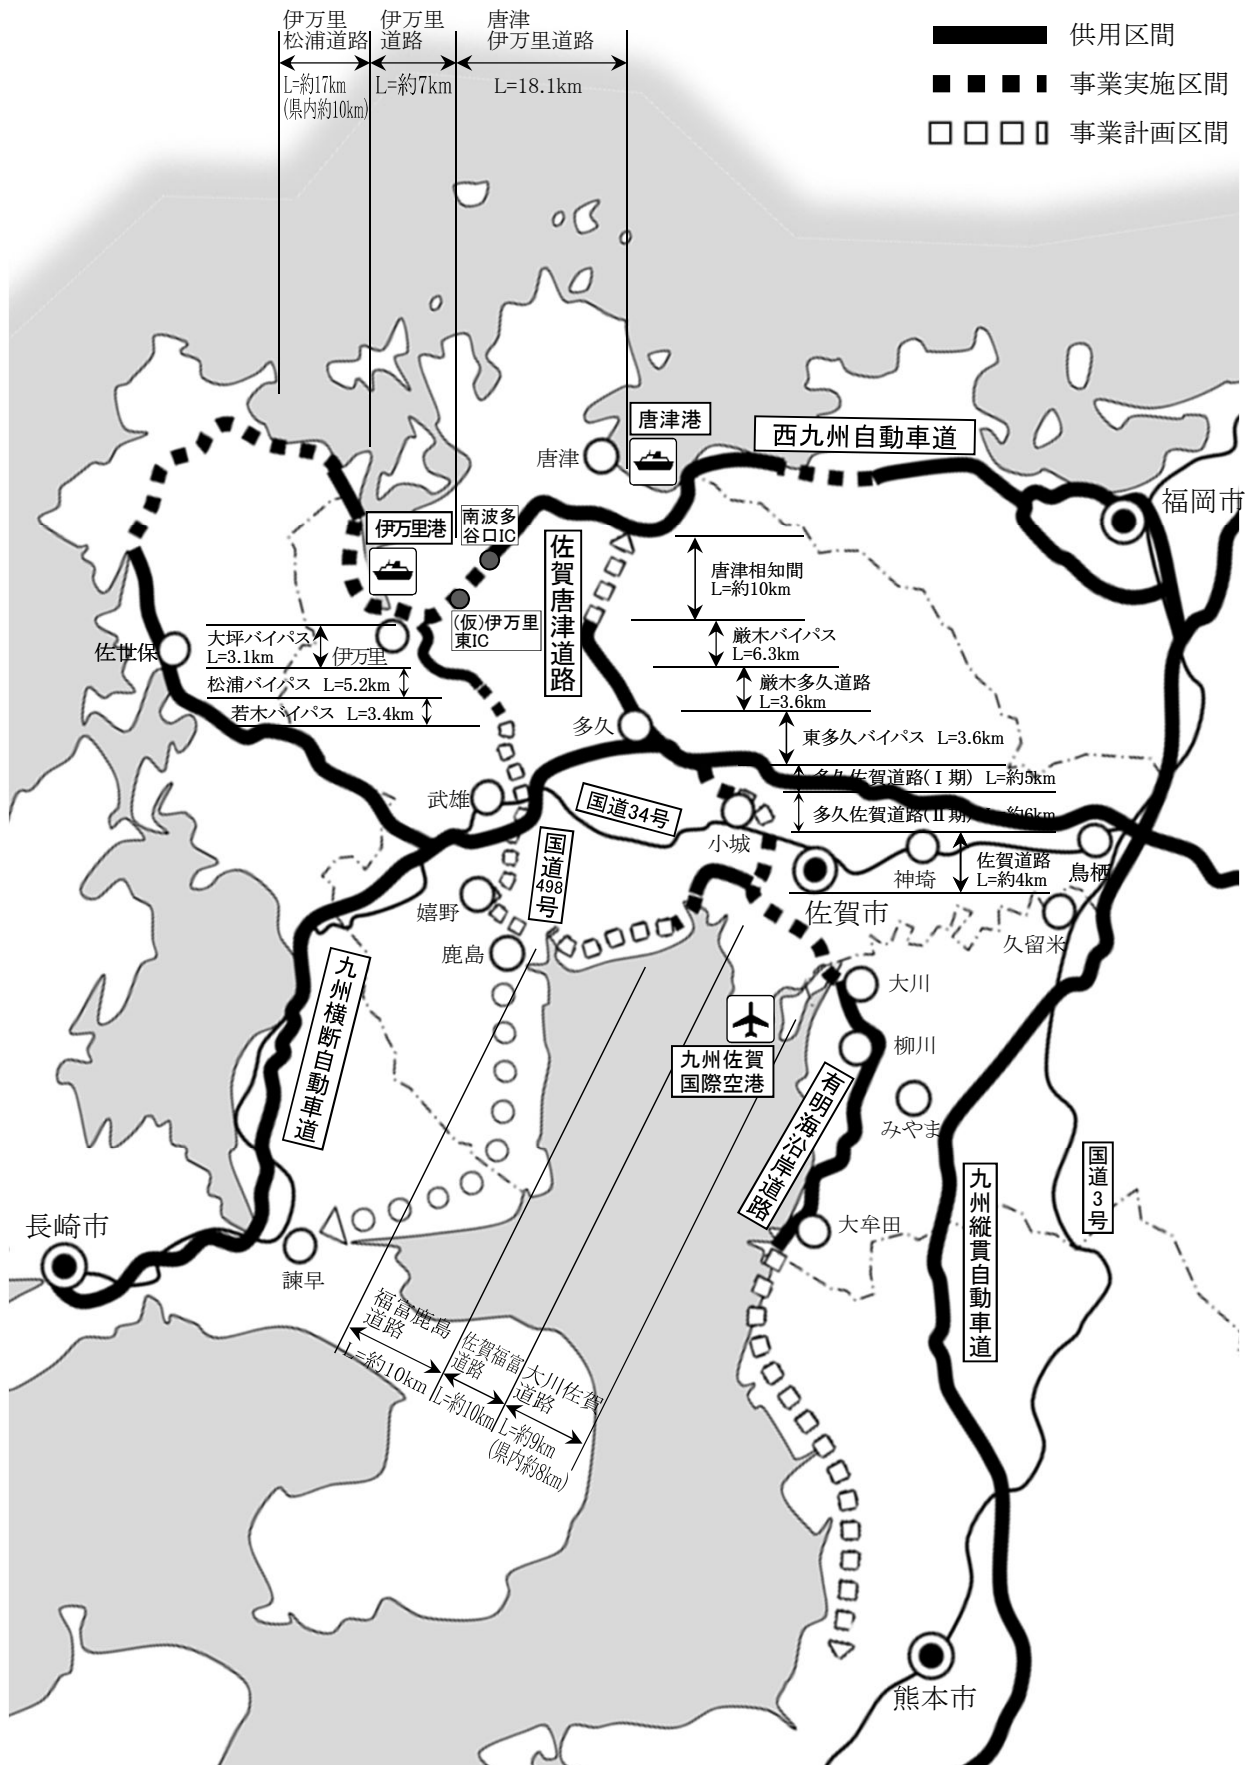 伊万里
松浦道路
L=約17km
(県内約10km)
伊万里
道路
L=約7km
唐津
伊万里道路
L=18.1km
供用区間
事業実施区間
事業計画区間
唐津港
唐津
西九州自動車道
福岡市
伊万里港
南波多
谷口IC
(仮)伊万里
東IC
佐賀唐津道路
唐津相知間
L=約10km
厳木バイパス
L=6.3km
厳木多久道路
L=3.6km
東多久バイパス L=3.6km
多久佐賀道路(Ⅰ期) L=約5km
多久佐賀道路(Ⅱ期) L=約6km
佐賀道路
L=約4km
大坪バイパス
L=3.1km
伊万里
松浦バイパス L=5.2km
若木バイパス L=3.4km
佐世保
多久
武雄
国道34号
小城
神埼
鳥栖
国道498号
嬉野
鹿島
佐賀市
久留米
大川
柳川
みやま
九州佐賀
国際空港
九州横断自動車道
有明海沿岸道路
国道3号
九州縦貫自動車道
大牟田
長崎市
諫早
福富鹿島
道路
L=約10km
佐賀福富
道路
L=約10km
大川佐賀
道路
L=約9km
(県内約8km)
熊本市